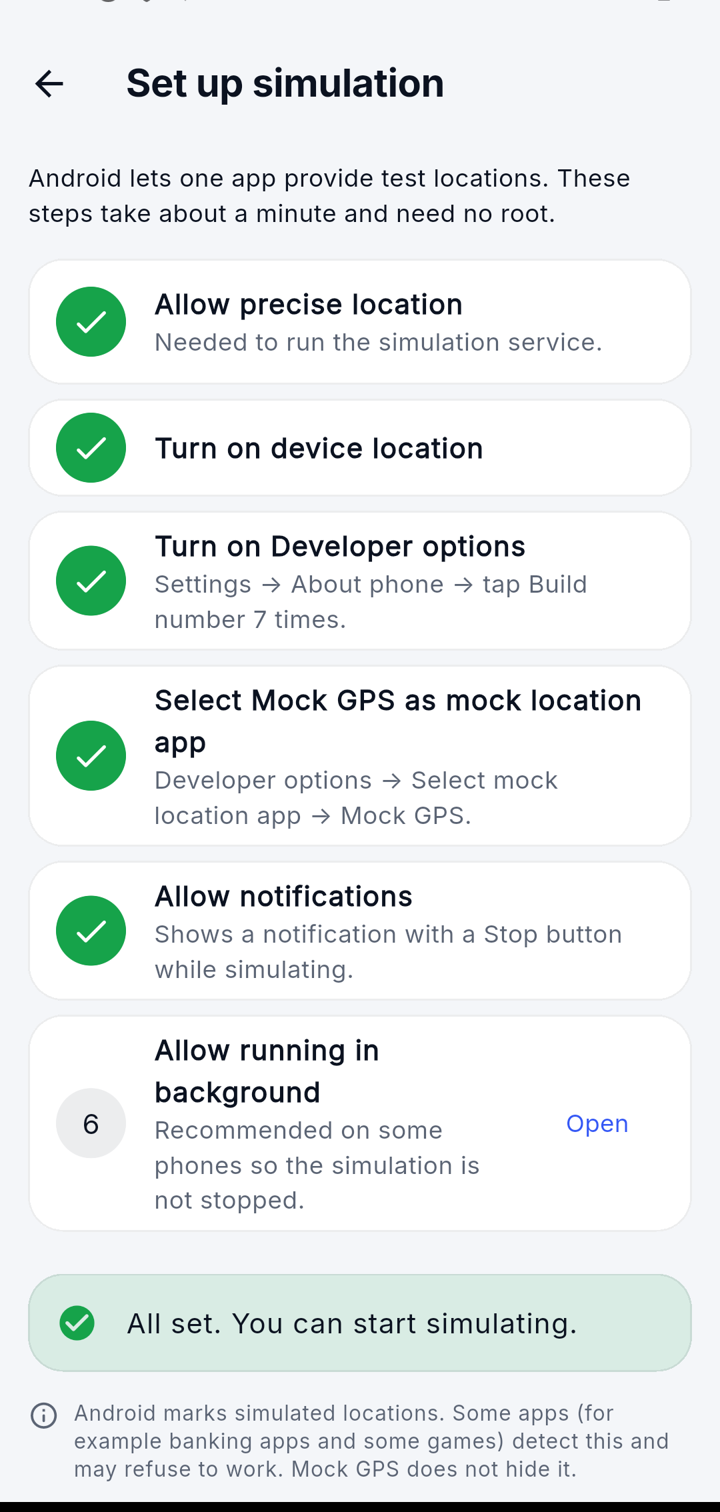 Set up simulation
Android lets one app provide test locations. These
steps take about a minute and need no root.
Allow precise location
Needed to run the simulation service.
Turn on device location
Turn on Developer options
Settings → About phone → tap Build
number 7 times.
Select Mock GPS as mock location
app
Developer options → Select mock
location app → Mock GPS.
Allow notifications
Shows a notification with a Stop button
while simulating.
6
Allow running in
background
Recommended on some
phones so the simulation is
not stopped.
Open
All set. You can start simulating.
Android marks simulated locations. Some apps (for
example banking apps and some games) detect this and
may refuse to work. Mock GPS does not hide it.